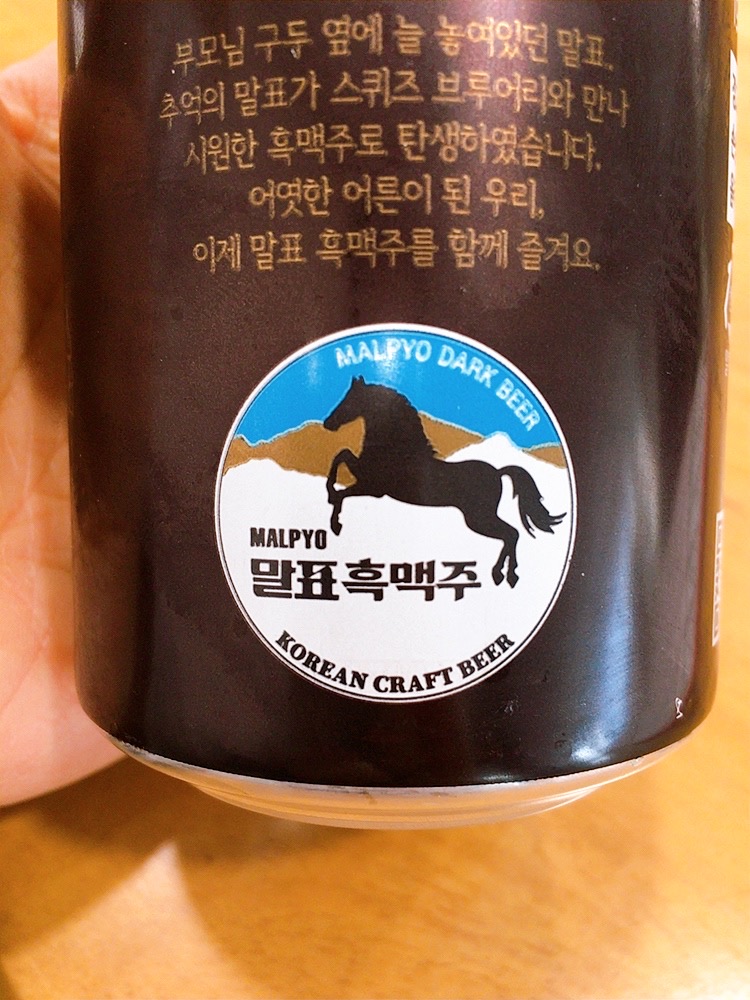 부모님 구두 옆에 늘 놓여있던 말표.
추억의 말표가 스퀴즈 브루어리와 만나
시원한 흑맥주로 탄생하였습니다.
어엿한 어른이 된 우리,
이제 말표 흑맥주를 함께 즐겨요.
MALPYO DARK BEER
MALPYO
말표흑맥주
KOREAN CRAFT BEER